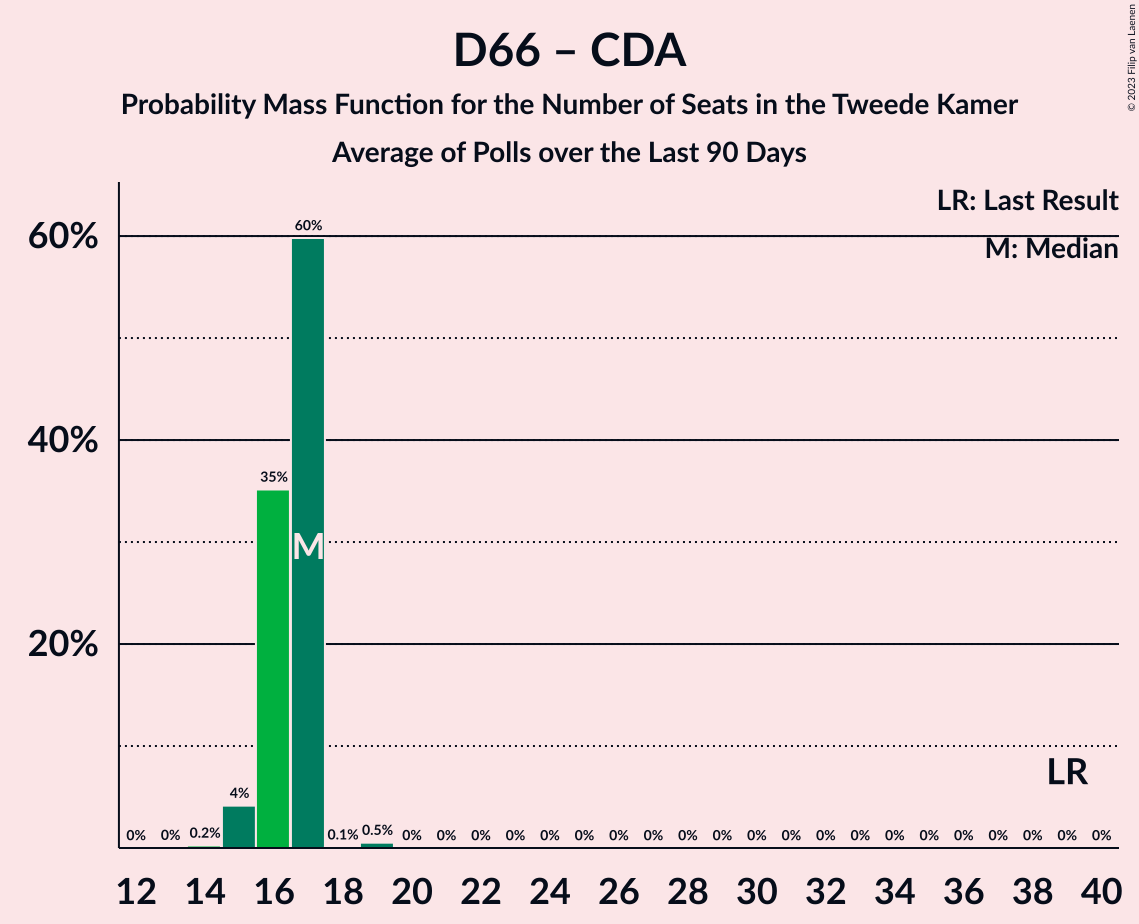 D66 – CDA
Probability Mass Function for the Number of Seats in the Tweede Kamer
Average of Polls over the Last 90 Days
© 2023 Filip van Laenen
LR: Last Result
M: Median
60%
40%
20%
0% 0% 0.2% 4% 35% 60% 0.1% 0.5% 0% 0% 0% 0% 0% 0% 0% 0% 0% 0% 0% 0% 0% 0% 0% 0% 0% 0% 0% 0% 0%
M
LR
12 14 16 18 20 22 24 26 28 30 32 34 36 38 40